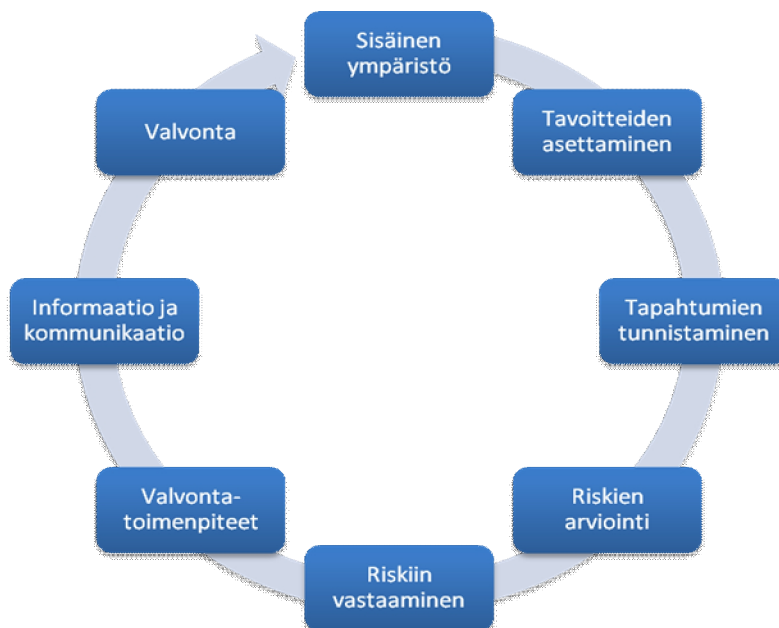 Sisäinen
ympäristö
Tavoitteiden
asettaminen
Tapahtumien
tunnistaminen
Riskien
arviointi
Riskiin
vastaaminen
Valvonta-
toimenpiteet
Informaatio ja
kommunikaatio
Valvonta